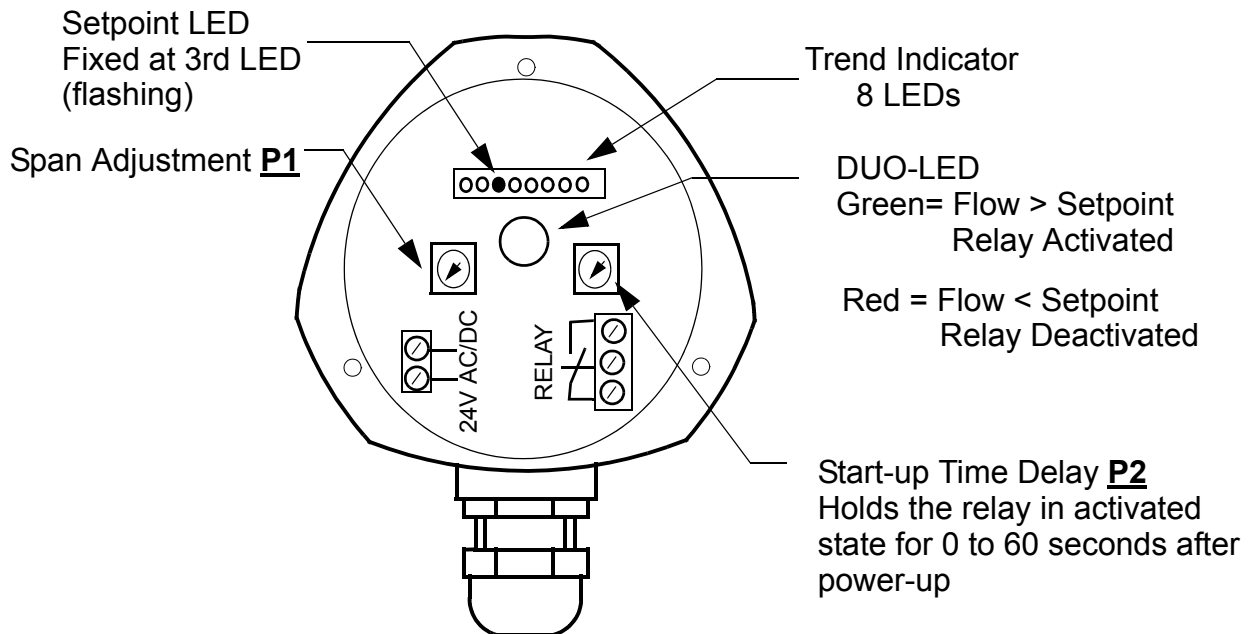 Setpoint LED
Fixed at 3rd LED
(flashing)
Span Adjustment P1
Trend Indicator
8 LEDs
DUO-LED
Green= Flow > Setpoint
Relay Activated
Red = Flow < Setpoint
Relay Deactivated
24V AC/DC
RELAY
Start-up Time Delay P2
Holds the relay in activated
state for 0 to 60 seconds after
power-up